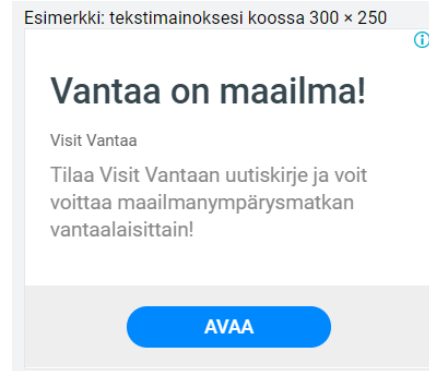 Esimerkki: tekstimainoksesi koossa 300 × 250
Vantaa on maailma!
Visit Vantaa
Tilaa Visit Vantaan uutiskirje ja voit
voittaa maailmanympärysmatkan
vantaalaisittain!
AVAA